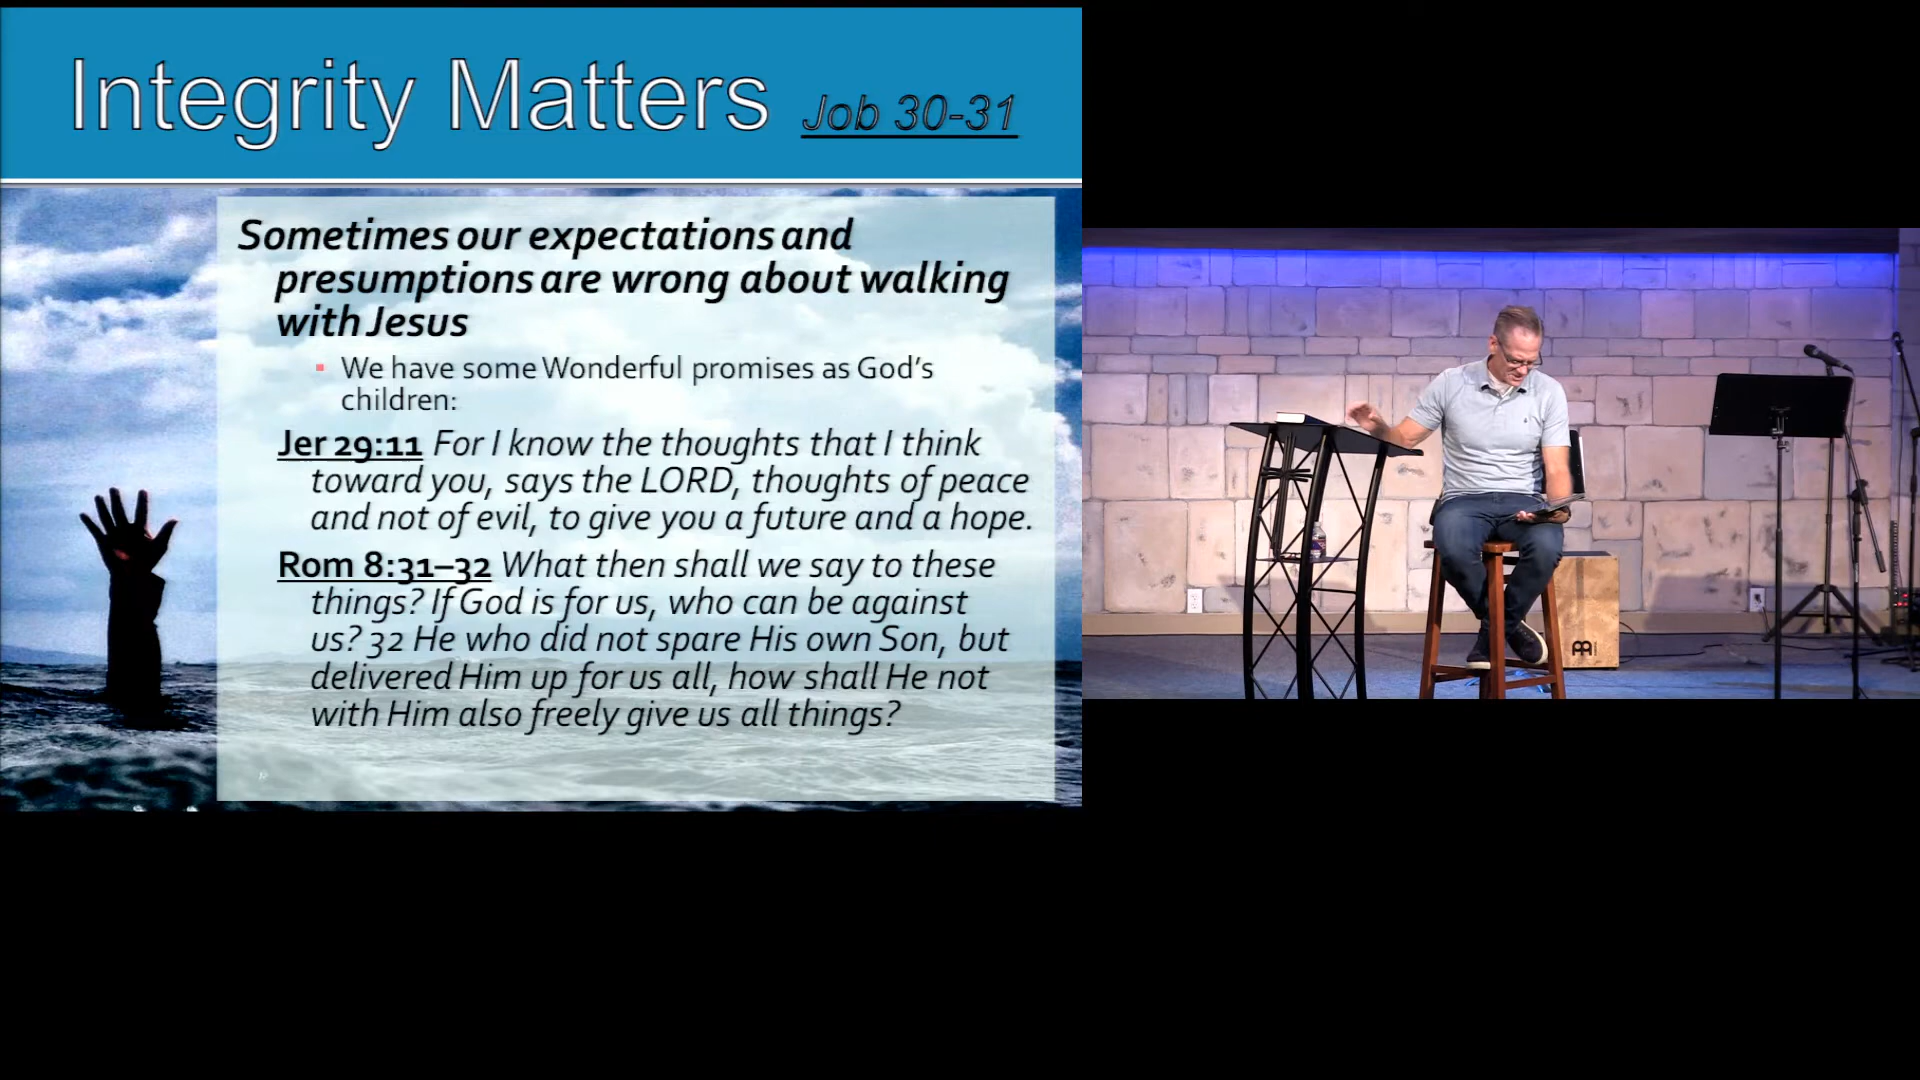 Integrity Matters Job 30-31
Sometimes our expectations and
presumptions are wrong about walking
with Jesus
We have some Wonderful promises as God's
children:
Jer 29:11 For I know the thoughts that I think
toward you, says the LORD, thoughts of peace
and not of evil, to give you a future and a hope.
Rom 8:31–32 What then shall we say to these
things? If God is for us, who can be against
us? 32 He who did not spare His own Son, but
delivered Him up for us all, how shall He not
with Him also freely give us all things?